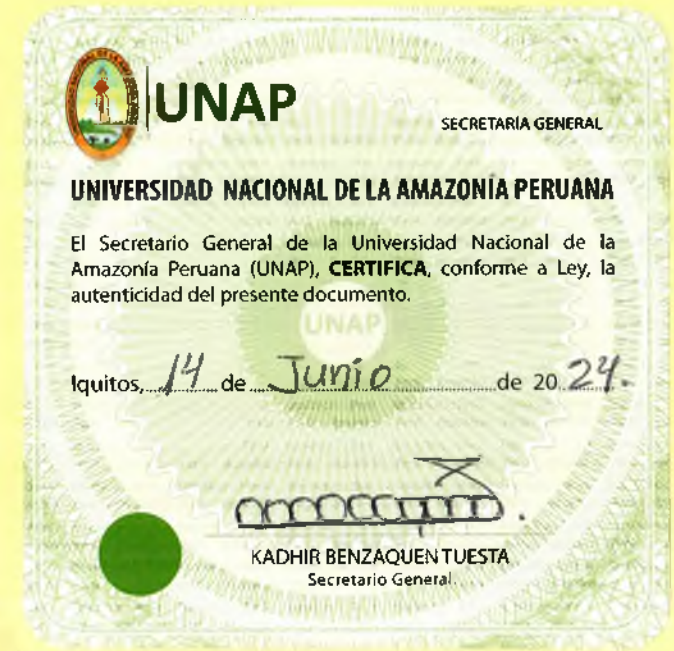 UNAP
SECRETARIA GENERAL
UNIVERSIDAD NACIONAL DE LA AMAZONÍA PERUANA
El Secretario General de la Universidad Nacional de la
Amazonía Peruana (UNAP), CERTIFICA, conforme a Ley, la
autenticidad del presente documento.
UNAP
Iquitos, 14 de Junio de 2024.
KADHIR BENZAQUEN TUESTA
Secretario General